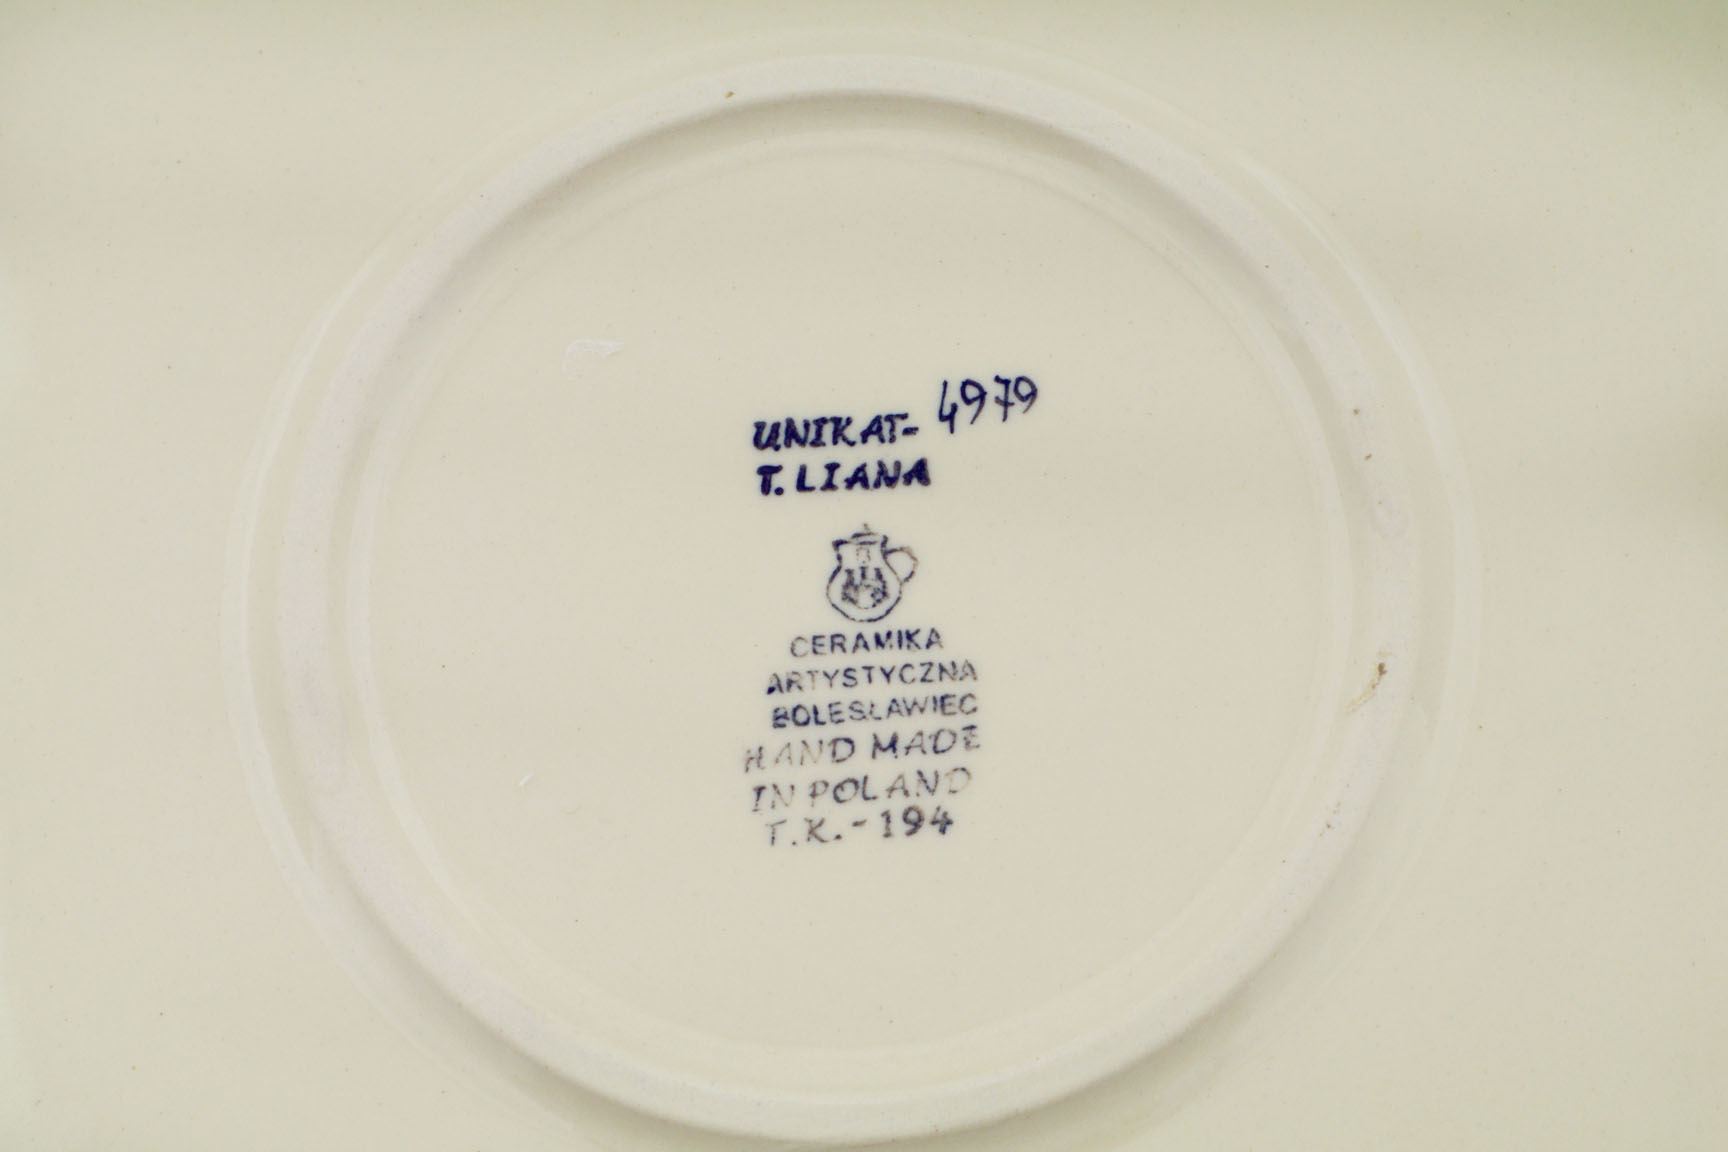 UNIKAT- 4979
T. LIANA
CERAMIKA
ARTYSTYCZNA
BOLESŁAWIEC
HAND MADE
IN POLAND
T.K.-194